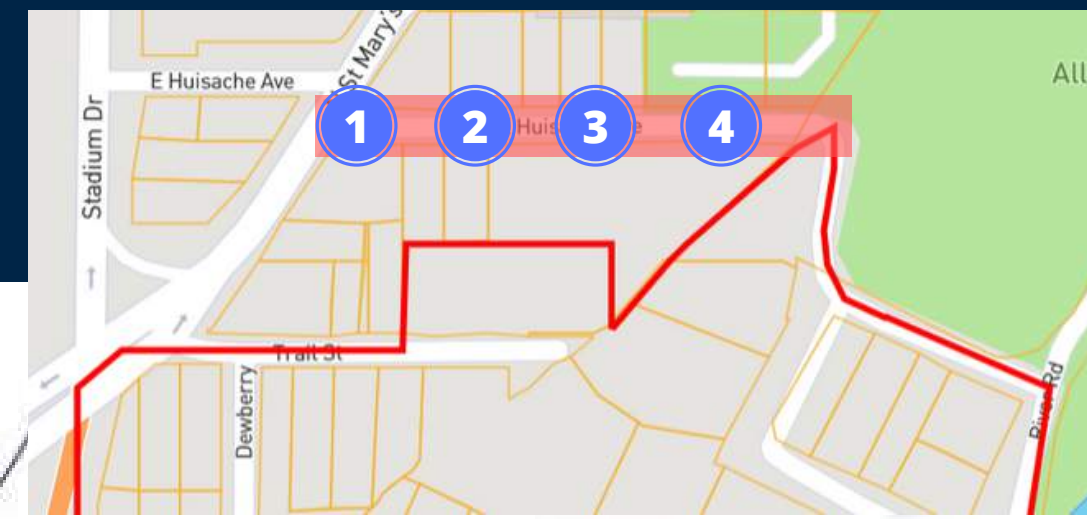 E Huisache Ave
St Mary's
All
1
2
3
4
Huis
e
Stadium Dr
Trail St
Dewberry
River Rd